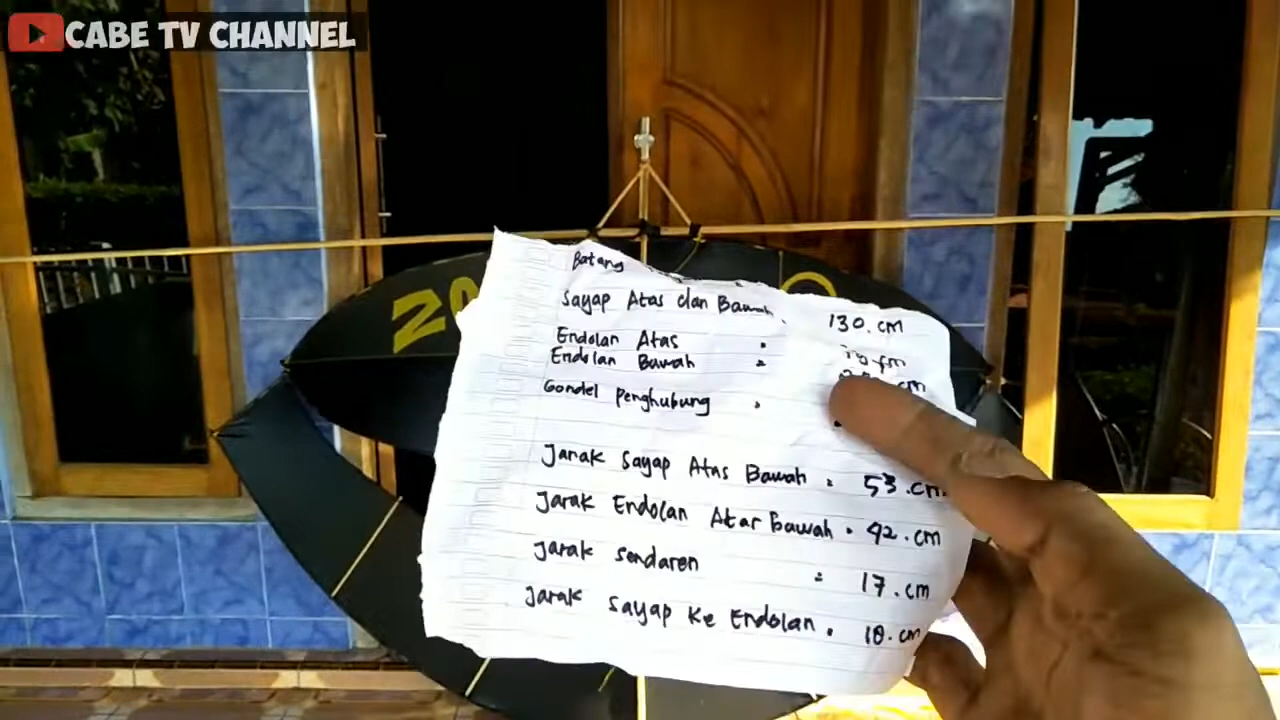 CABE TV CHANNEL
Batang
Sayap Atas dan Bawah . 130.cm
Endolan Atas
Endolan Bawah cm
Gondel penghubung
Jarak Sayap Atas Bawah : 53.cm
Jarak Endolan Atas Bawah . 42.cm
Jarak Sendaren : 17.cm
Jarak Sayap Ke Endolan . 10.cm